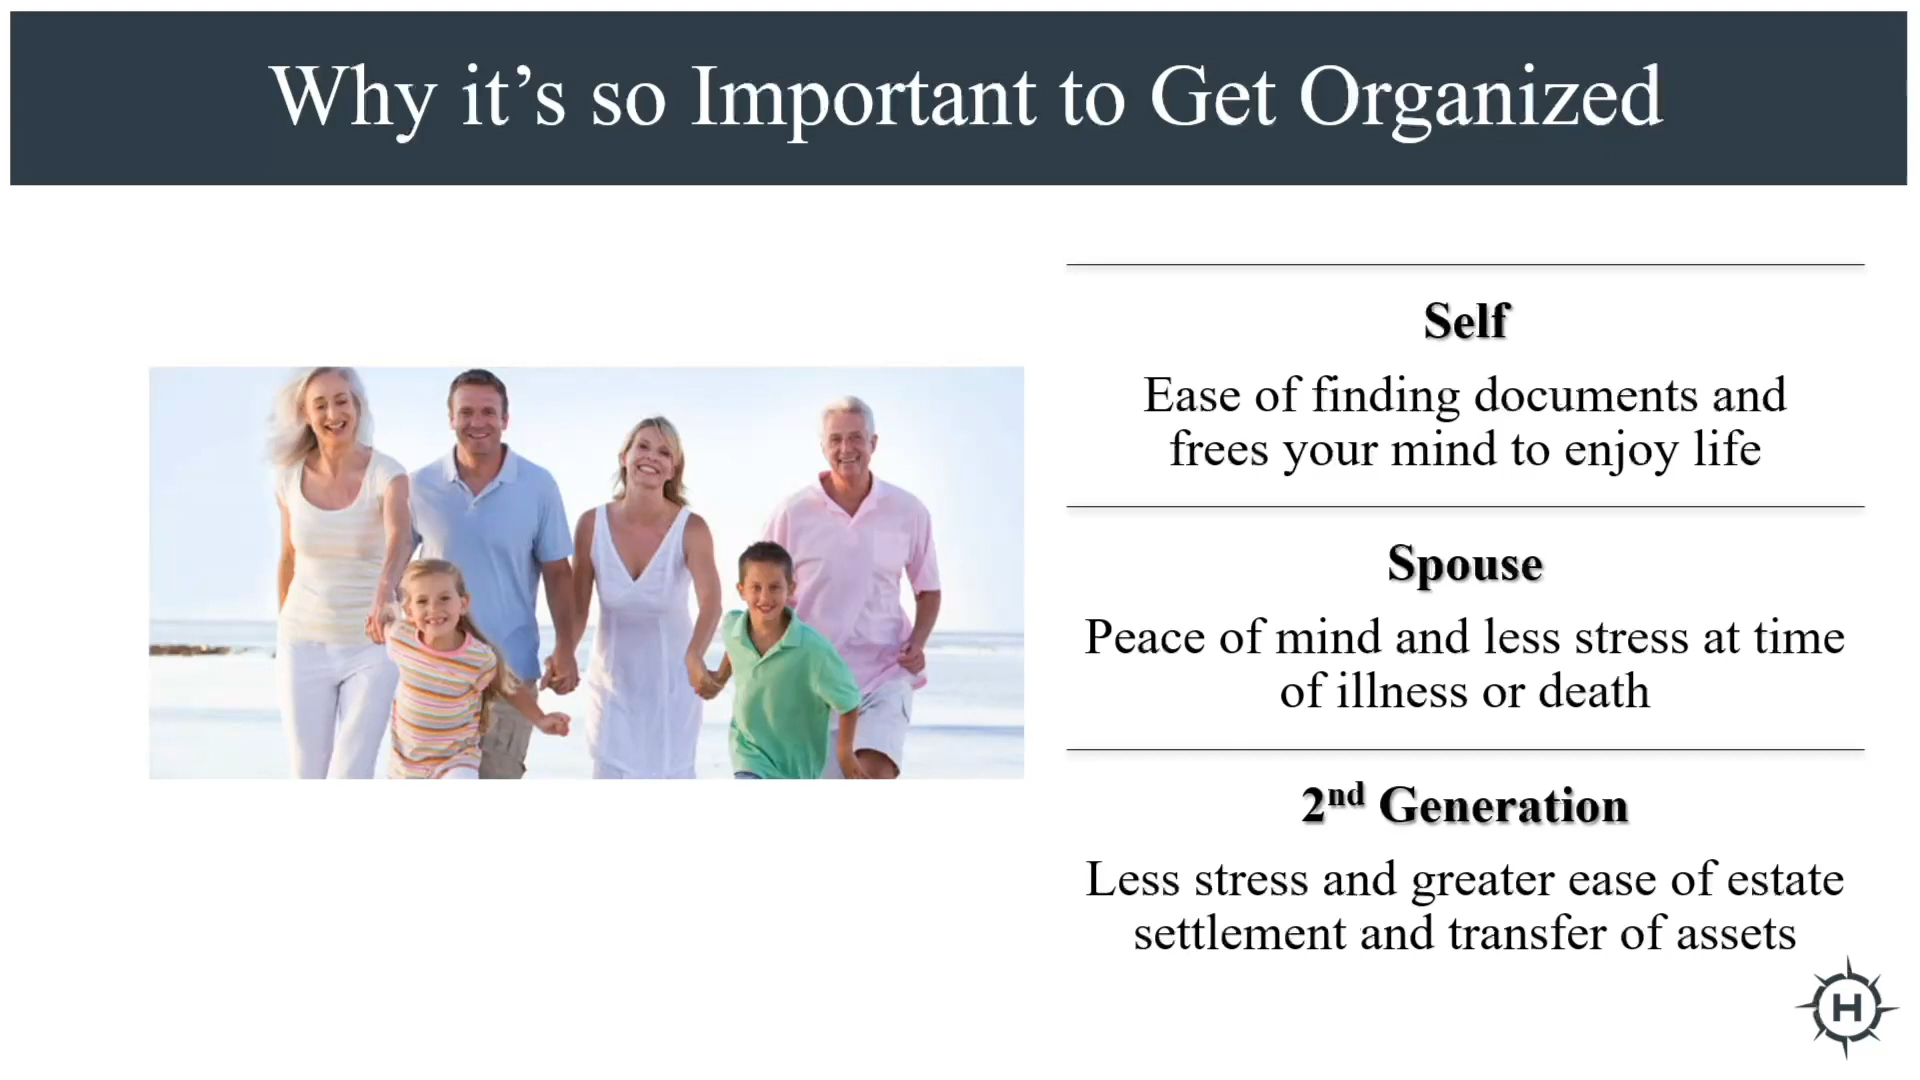 Why it’s so Important to Get Organized
Self
Ease of finding documents and
frees your mind to enjoy life
Spouse
Peace of mind and less stress at time
of illness or death
2nd Generation
Less stress and greater ease of estate
settlement and transfer of assets
H